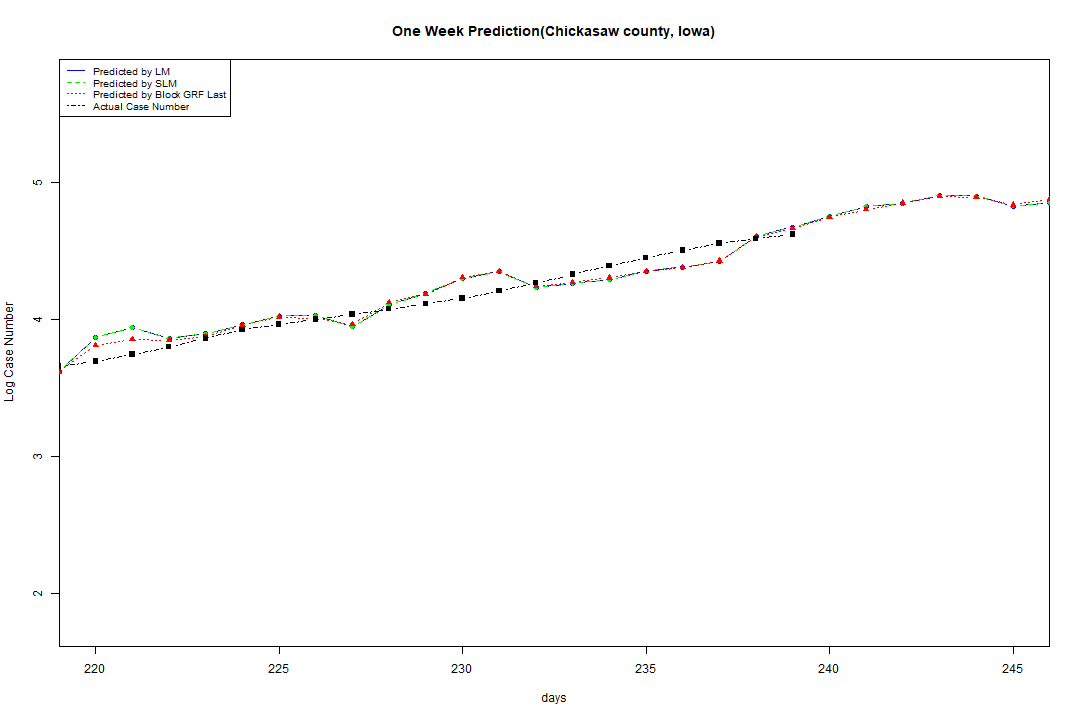 One Week Prediction(Chickasaw county, Iowa)
Predicted by LM
Predicted by SLM
Predicted by Block GRF Last
Actual Case Number
5
4
3
2
Log Case Number
220
225
230
235
240
245
days